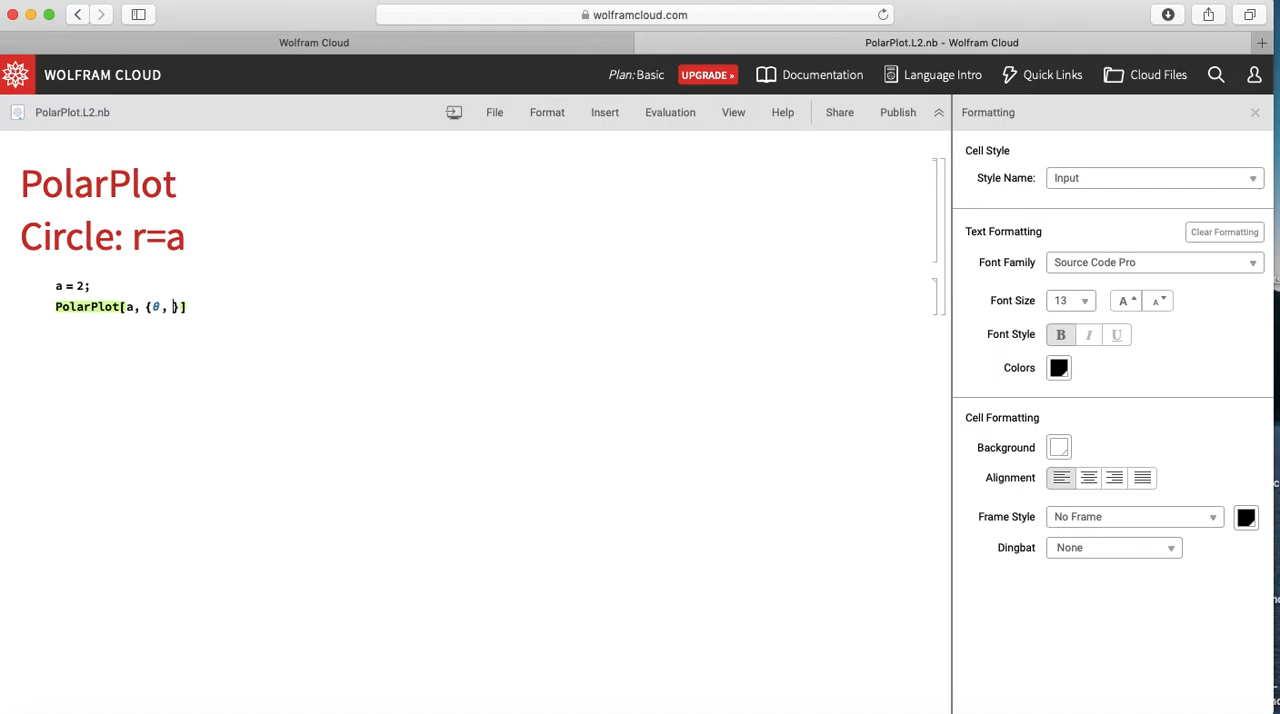 wolframcloud.com
Wolfram Cloud
PolarPlot.L2.nb - Wolfram Cloud
WOLFRAM CLOUD
Plan: Basic
UPGRADE »
Documentation
Language Intro
Quick Links
Cloud Files
PolarPlot.L2.nb
File
Format
Insert
Evaluation
View
Help
Share
Publish
PolarPlot
Circle: r=a
a = 2;
PolarPlot[a, {θ, }]
Formatting
Cell Style
Style Name: Input
Text Formatting
Clear Formatting
Font Family Source Code Pro
Font Size 13 A A
Font Style B I U
Colors
Cell Formatting
Background
Alignment
Frame Style No Frame
Dingbat None